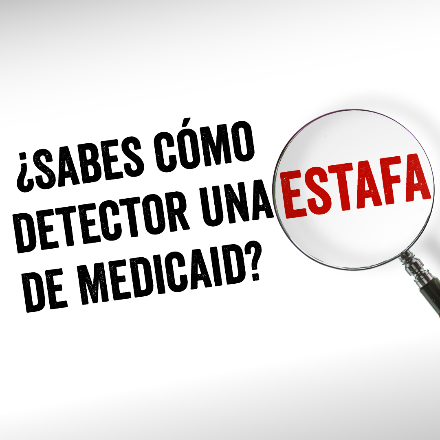 ¿SABES CÓMO
DETECTOR UNA ESTAFA
DE MEDICAID?